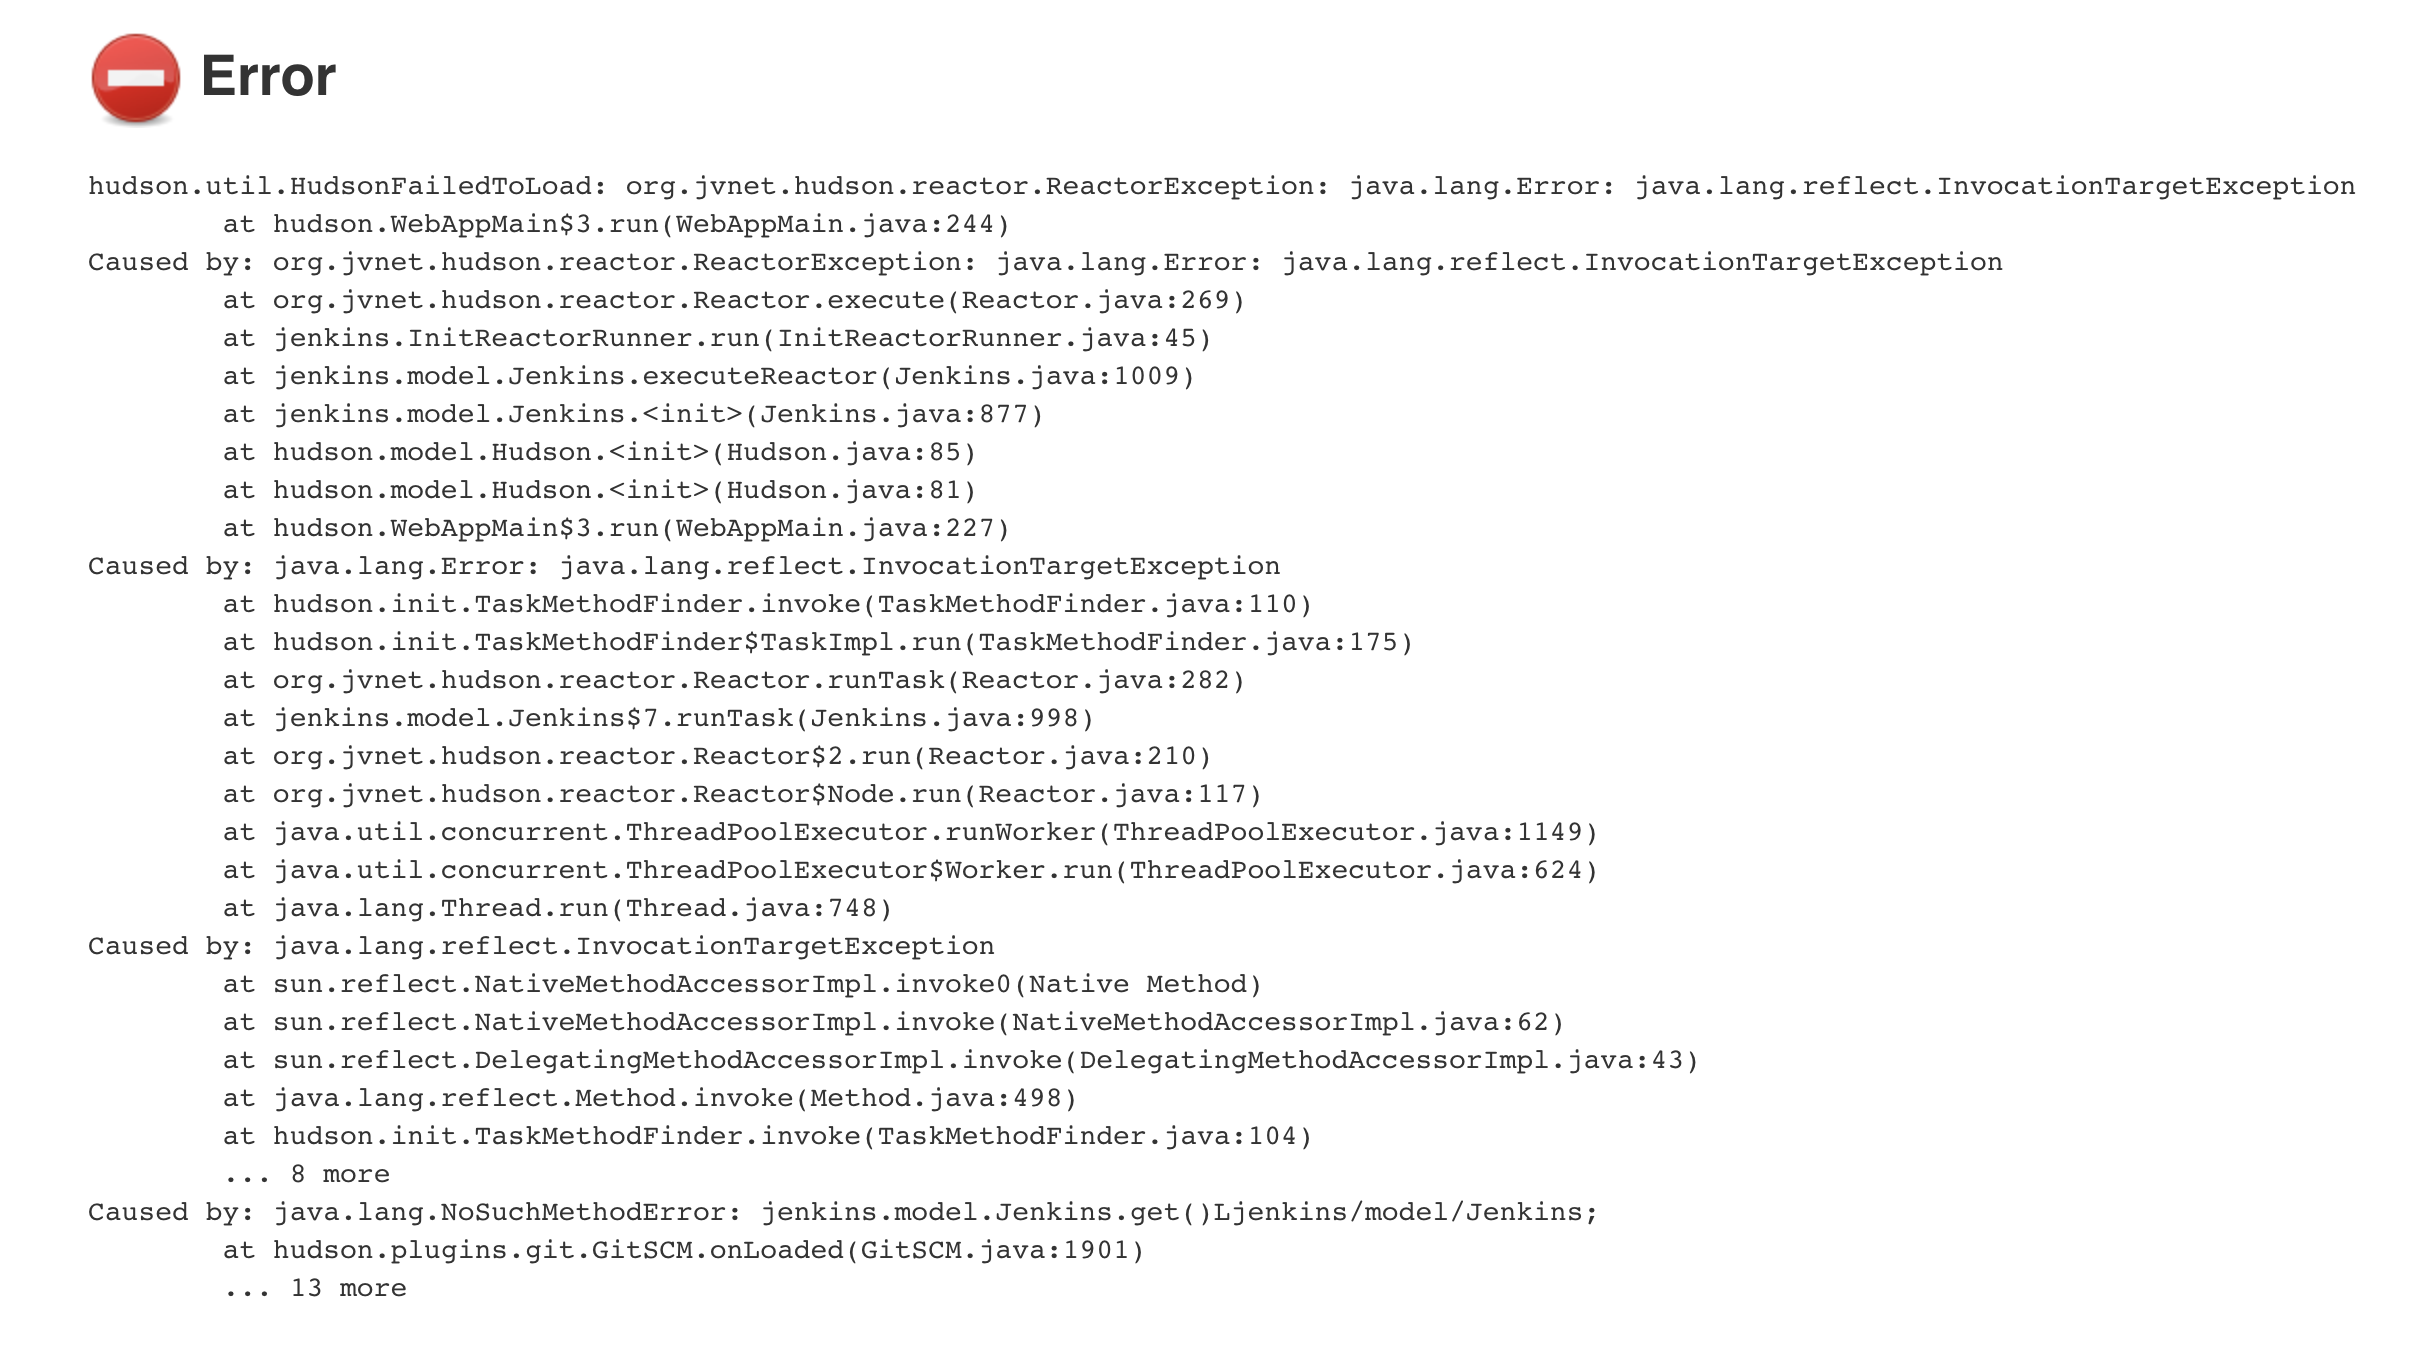 Error
hudson.util.HudsonFailedToLoad: org.jvnet.hudson.reactor.ReactorException: java.lang.Error: java.lang.reflect.InvocationTargetException
	at hudson.WebAppMain$3.run(WebAppMain.java:244)
Caused by: org.jvnet.hudson.reactor.ReactorException: java.lang.Error: java.lang.reflect.InvocationTargetException
	at org.jvnet.hudson.reactor.Reactor.execute(Reactor.java:269)
	at jenkins.InitReactorRunner.run(InitReactorRunner.java:45)
	at jenkins.model.Jenkins.executeReactor(Jenkins.java:1009)
	at jenkins.model.Jenkins.<init>(Jenkins.java:877)
	at hudson.model.Hudson.<init>(Hudson.java:85)
	at hudson.model.Hudson.<init>(Hudson.java:81)
	at hudson.WebAppMain$3.run(WebAppMain.java:227)
Caused by: java.lang.Error: java.lang.reflect.InvocationTargetException
	at hudson.init.TaskMethodFinder.invoke(TaskMethodFinder.java:110)
	at hudson.init.TaskMethodFinder$TaskImpl.run(TaskMethodFinder.java:175)
	at org.jvnet.hudson.reactor.Reactor.runTask(Reactor.java:282)
	at jenkins.model.Jenkins$7.runTask(Jenkins.java:998)
	at org.jvnet.hudson.reactor.Reactor$2.run(Reactor.java:210)
	at org.jvnet.hudson.reactor.Reactor$Node.run(Reactor.java:117)
	at java.util.concurrent.ThreadPoolExecutor.runWorker(ThreadPoolExecutor.java:1149)
	at java.util.concurrent.ThreadPoolExecutor$Worker.run(ThreadPoolExecutor.java:624)
	at java.lang.Thread.run(Thread.java:748)
Caused by: java.lang.reflect.InvocationTargetException
	at sun.reflect.NativeMethodAccessorImpl.invoke0(Native Method)
	at sun.reflect.NativeMethodAccessorImpl.invoke(NativeMethodAccessorImpl.java:62)
	at sun.reflect.DelegatingMethodAccessorImpl.invoke(DelegatingMethodAccessorImpl.java:43)
	at java.lang.reflect.Method.invoke(Method.java:498)
	at hudson.init.TaskMethodFinder.invoke(TaskMethodFinder.java:104)
	... 8 more
Caused by: java.lang.NoSuchMethodError: jenkins.model.Jenkins.get()Ljenkins/model/Jenkins;
	at hudson.plugins.git.GitSCM.onLoaded(GitSCM.java:1901)
	... 13 more